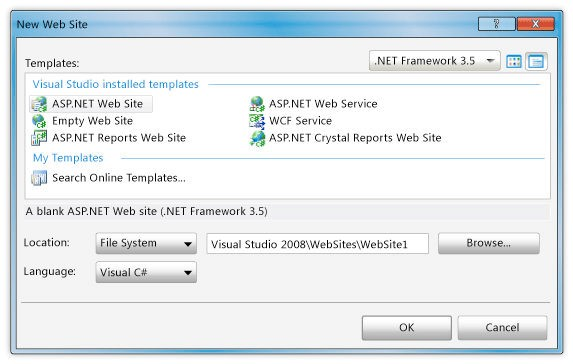 New Web Site
Templates: .NET Framework 3.5
Visual Studio installed templates
ASP.NET Web Site ASP.NET Web Service
Empty Web Site WCF Service
ASP.NET Reports Web Site ASP.NET Crystal Reports Web Site
My Templates
Search Online Templates...
A blank ASP.NET Web site (.NET Framework 3.5)
Location: File System Visual Studio 2008\WebSites\WebSite1 Browse...
Language: Visual C#
OK Cancel